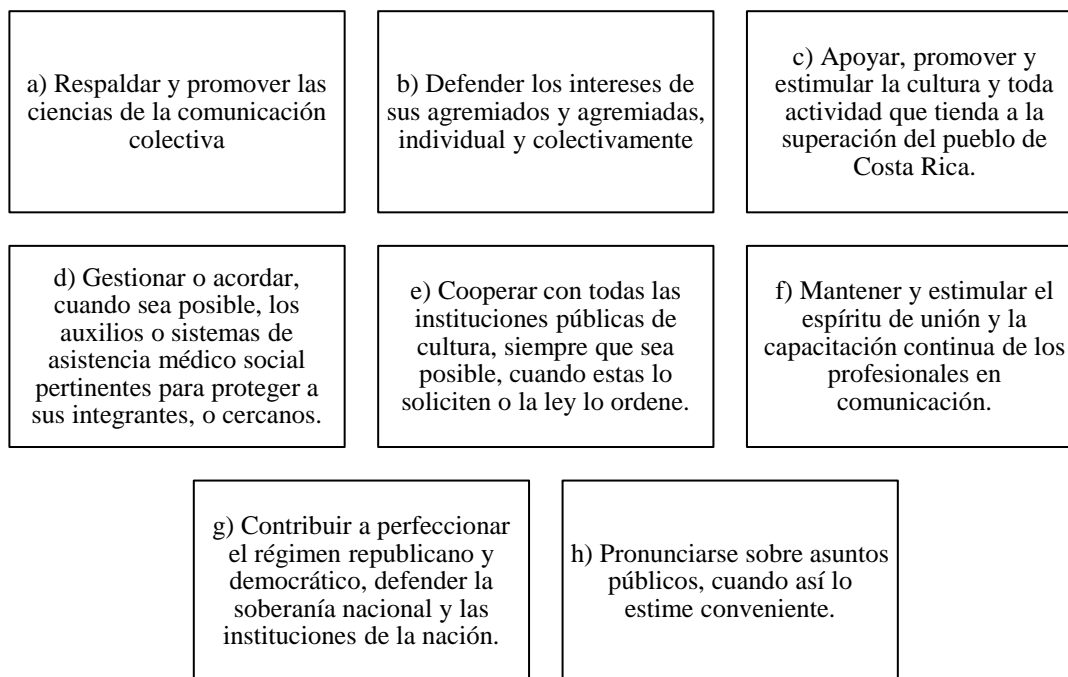 a) Respaldar y promover las
ciencias de la comunicación
colectiva
b) Defender los intereses de
sus agremiados y agremiadas,
individual y colectivamente
c) Apoyar, promover y
estimular la cultura y toda
actividad que tienda a la
superación del pueblo de
Costa Rica.
d) Gestionar o acordar,
cuando sea posible, los
auxilios o sistemas de
asistencia médico social
pertinentes para proteger a
sus integrantes, o cercanos.
e) Cooperar con todas las
instituciones públicas de
cultura, siempre que sea
posible, cuando estas lo
soliciten o la ley lo ordene.
f) Mantener y estimular el
espíritu de unión y la
capacitación continua de los
profesionales en
comunicación.
g) Contribuir a perfeccionar
el régimen republicano y
democrático, defender la
soberanía nacional y las
instituciones de la nación.
h) Pronunciarse sobre asuntos
públicos, cuando así lo
estime conveniente.